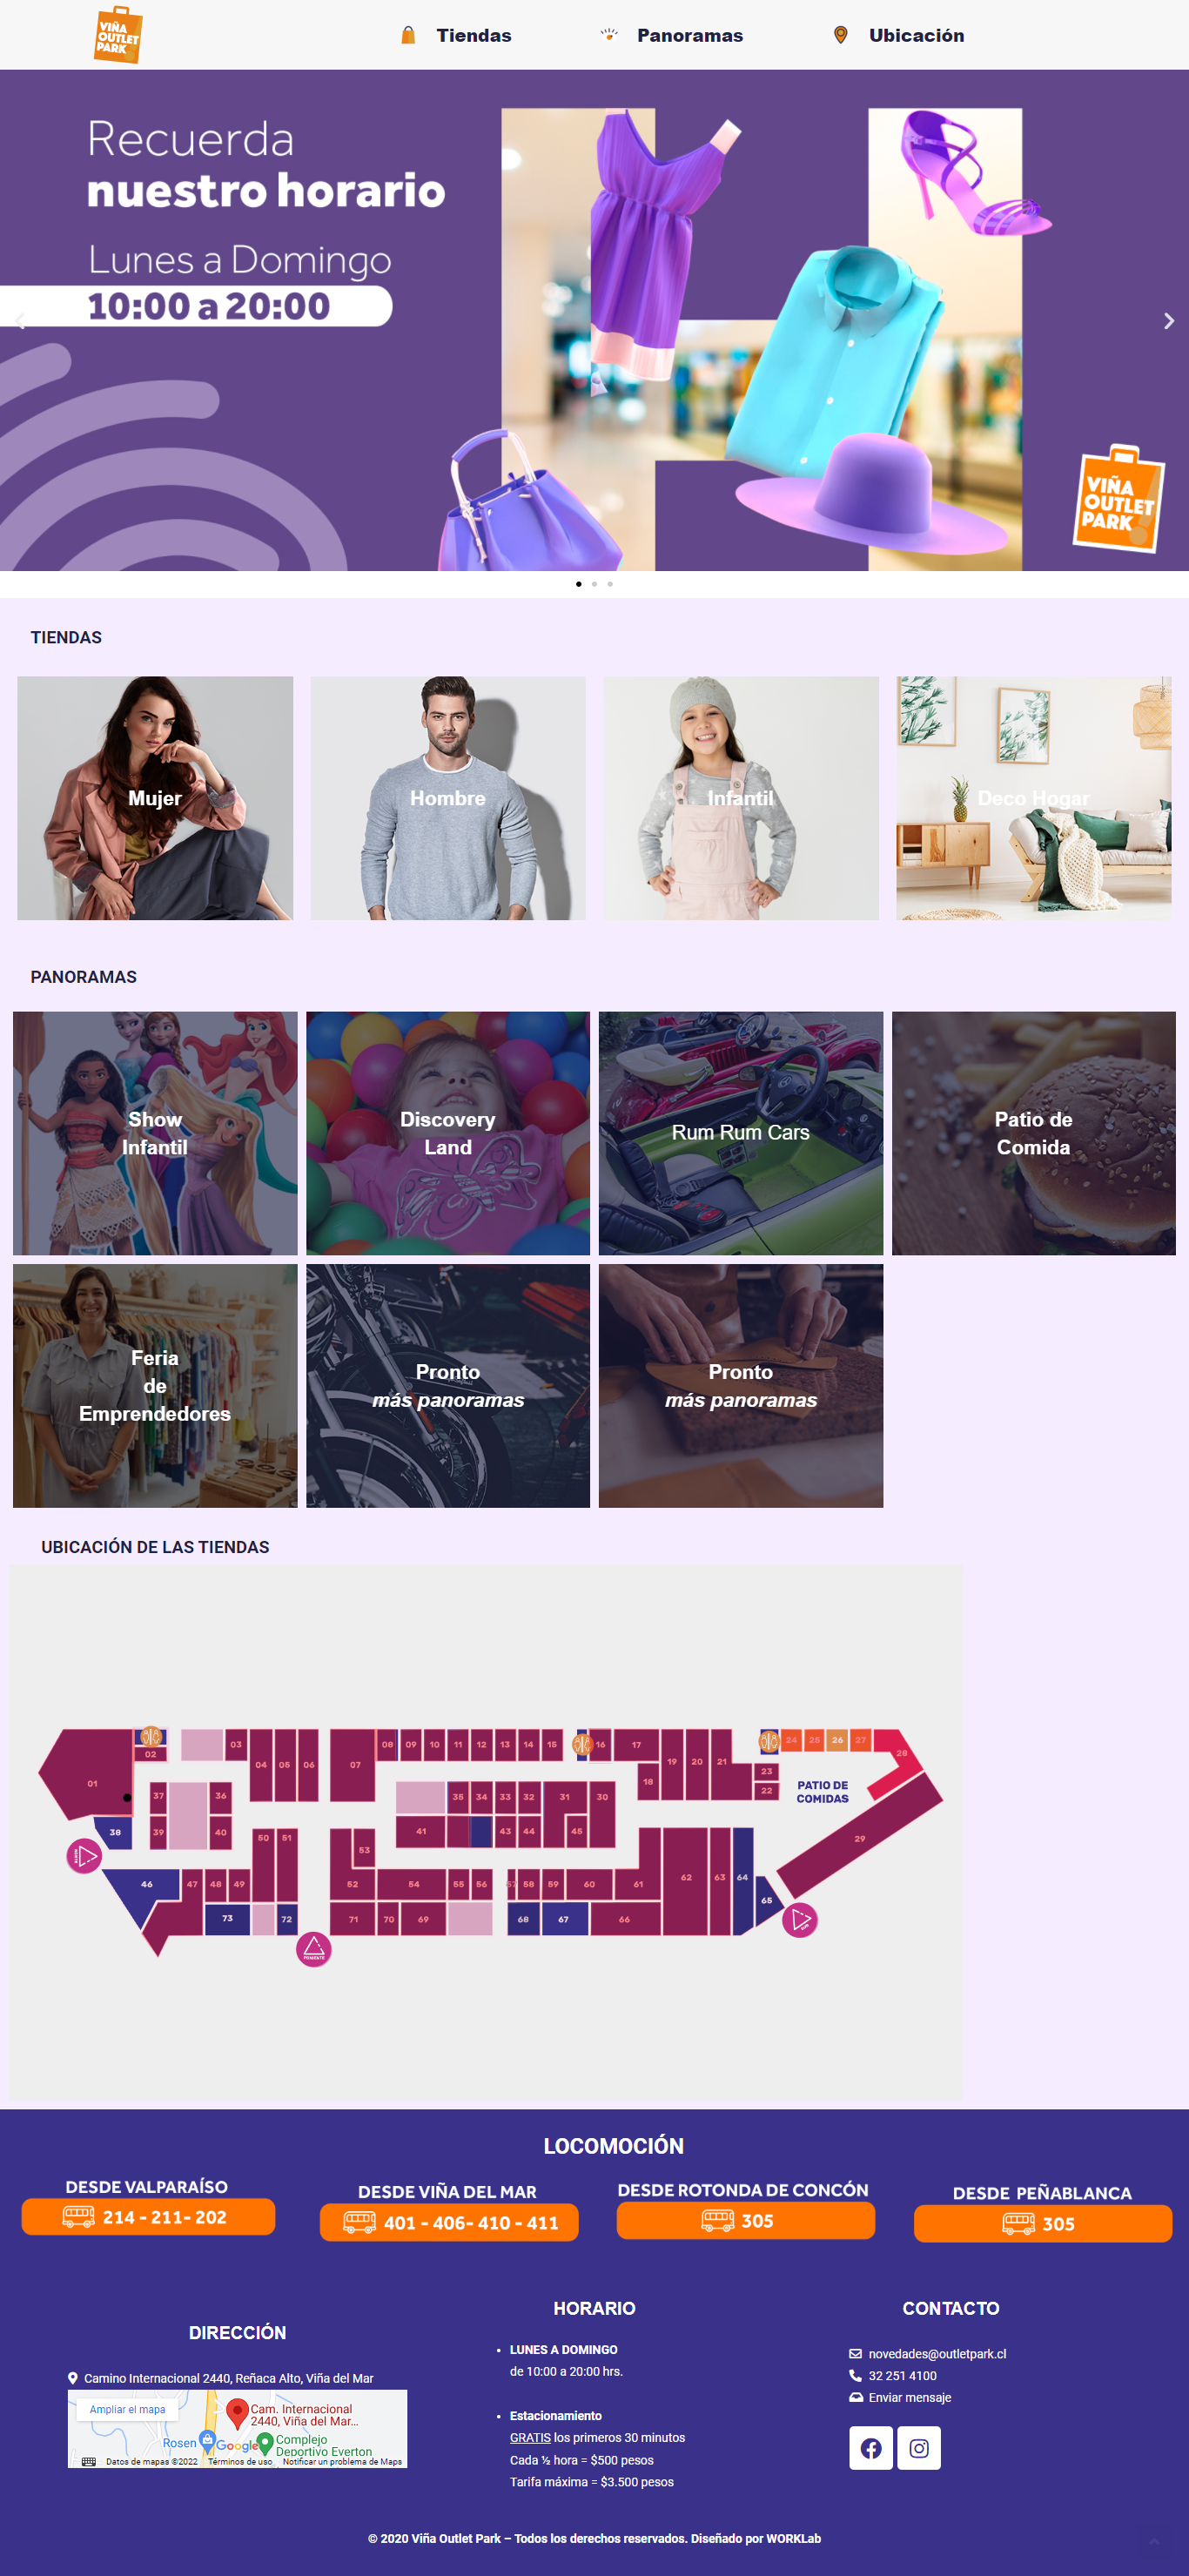 VIÑA
OUTLET
PARK
Tiendas
Panoramas
Ubicación
Recuerda
nuestro horario
Lunes a Domingo
10:00 a 20:00
VIÑA
OUTLET
PARK
TIENDAS
Mujer
Hombre
Infantil
Deco Hogar
PANORAMAS
Show
Infantil
Discovery
Land
Rum Rum Cars
Patio de
Comida
Feria
de
Emprendedores
Pronto
más panoramas
Pronto
más panoramas
UBICACIÓN DE LAS TIENDAS
02 03 08 09 10 11 12 13 14 15 16 17 24 25 26 27 28
01 04 05 06 07 18 19 20 21 23 22
PATIO DE
COMIDAS
37 36 35 34 33 32 31 30
38 39 40 50 51 41 43 44 45 29
53
46 47 48 49 52 54 55 56 57 58 59 60 61 62 63 64 65
73 72 71 70 69 68 67 66
PONIENTE
LOCOMOCIÓN
DESDE VALPARAÍSO
214 - 211- 202
DESDE VIÑA DEL MAR
401 - 406- 410 - 411
DESDE ROTONDA DE CONCÓN
305
DESDE PEÑABLANCA
305
DIRECCIÓN
Camino Internacional 2440, Reñaca Alto, Viña del Mar
Ampliar el mapa
Cam. Internacional
2440, Viña del Mar...
Rosen
Google
Complejo
Deportivo Everton
Datos de mapas ©2022
Términos de uso
Notificar un problema de Maps
HORARIO
• LUNES A DOMINGO
de 10:00 a 20:00 hrs.
• Estacionamiento
GRATIS los primeros 30 minutos
Cada ½ hora = $500 pesos
Tarifa máxima = $3.500 pesos
CONTACTO
novedades@outletpark.cl
32 251 4100
Enviar mensaje
© 2020 Viña Outlet Park – Todos los derechos reservados. Diseñado por WORKLab